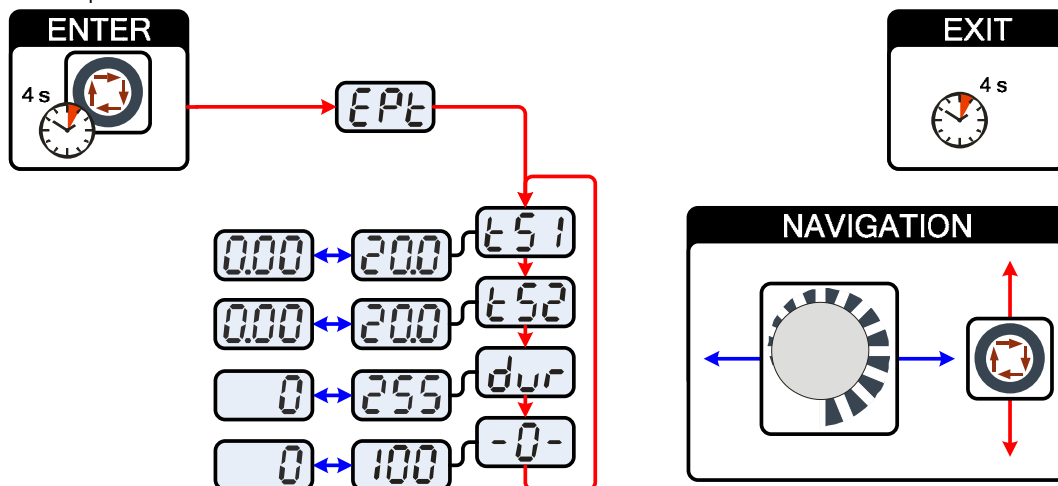 ENTER
EXIT
4 s
4 s
EPt
tS1
0.00
20.0
NAVIGATION
tS2
0.00
20.0
dvr
0
255
-0-
0
100